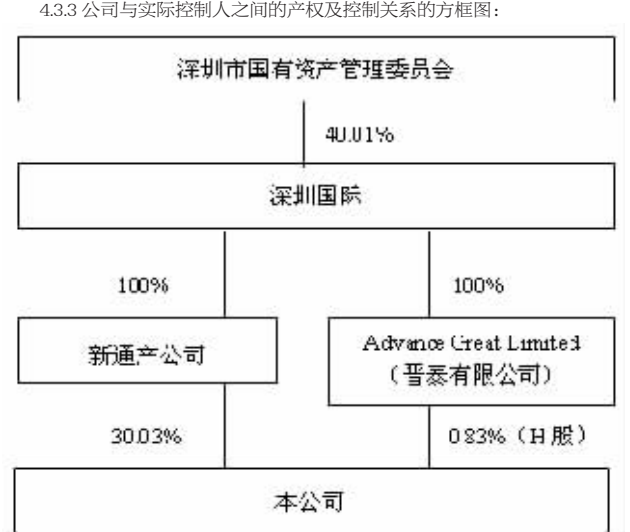 4.3.3 公司与实际控制人之间的产权及控制关系的方框图：
深圳市国有资产管理委员会
40.01%
深圳国际
100%
100%
新通产公司
Advance Great Limited
（晋泰有限公司）
30.03%
0.83%（H 股）
本公司